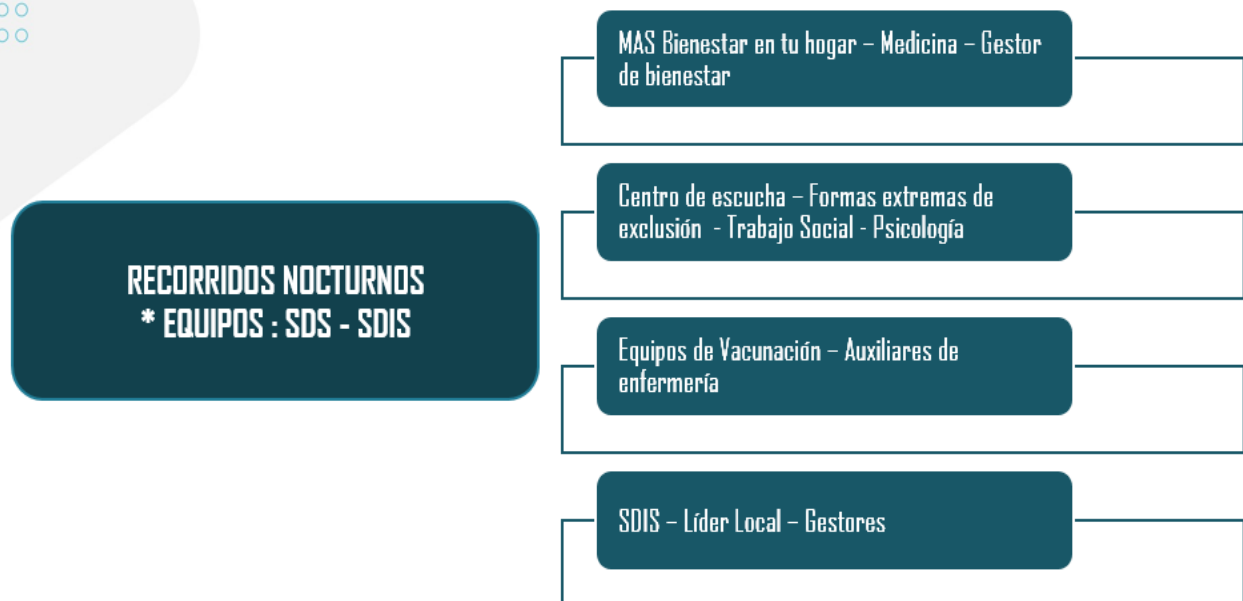 RECORRIDOS NOCTURNOS
* EQUIPOS : SDS - SDIS
MAS Bienestar en tu hogar – Medicina – Gestor
de bienestar
Centro de escucha – Formas extremas de
exclusión - Trabajo Social - Psicología
Equipos de Vacunación – Auxiliares de
enfermería
SDIS – Líder Local – Gestores